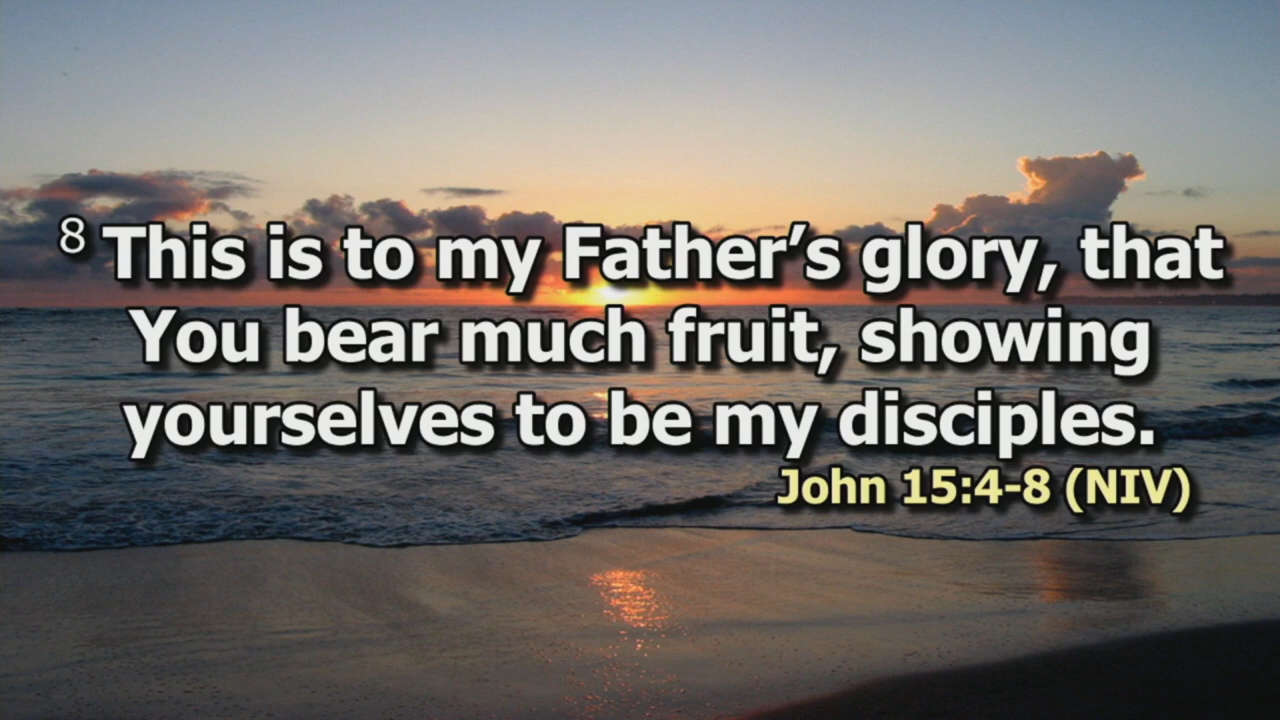 8 This is to my Father’s glory, that
You bear much fruit, showing
yourselves to be my disciples.
John 15:4-8 (NIV)